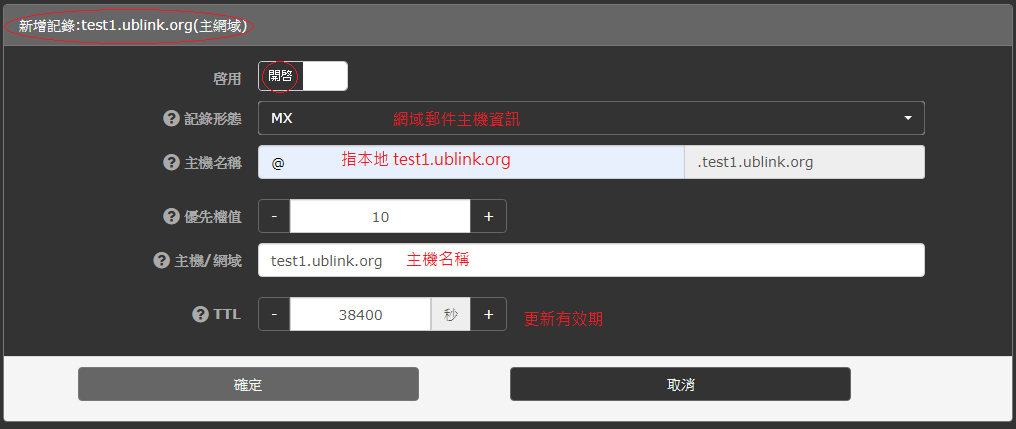 新增記錄:test1.ublink.org(主網域)
啓用 開啓
記錄形態 MX 網域郵件主機資訊
主機名稱 @ 指本地 test1.ublink.org .test1.ublink.org
優先權值 - 10 +
主機/網域 test1.ublink.org 主機名稱
TTL - 38400 秒 + 更新有效期
確定 取消